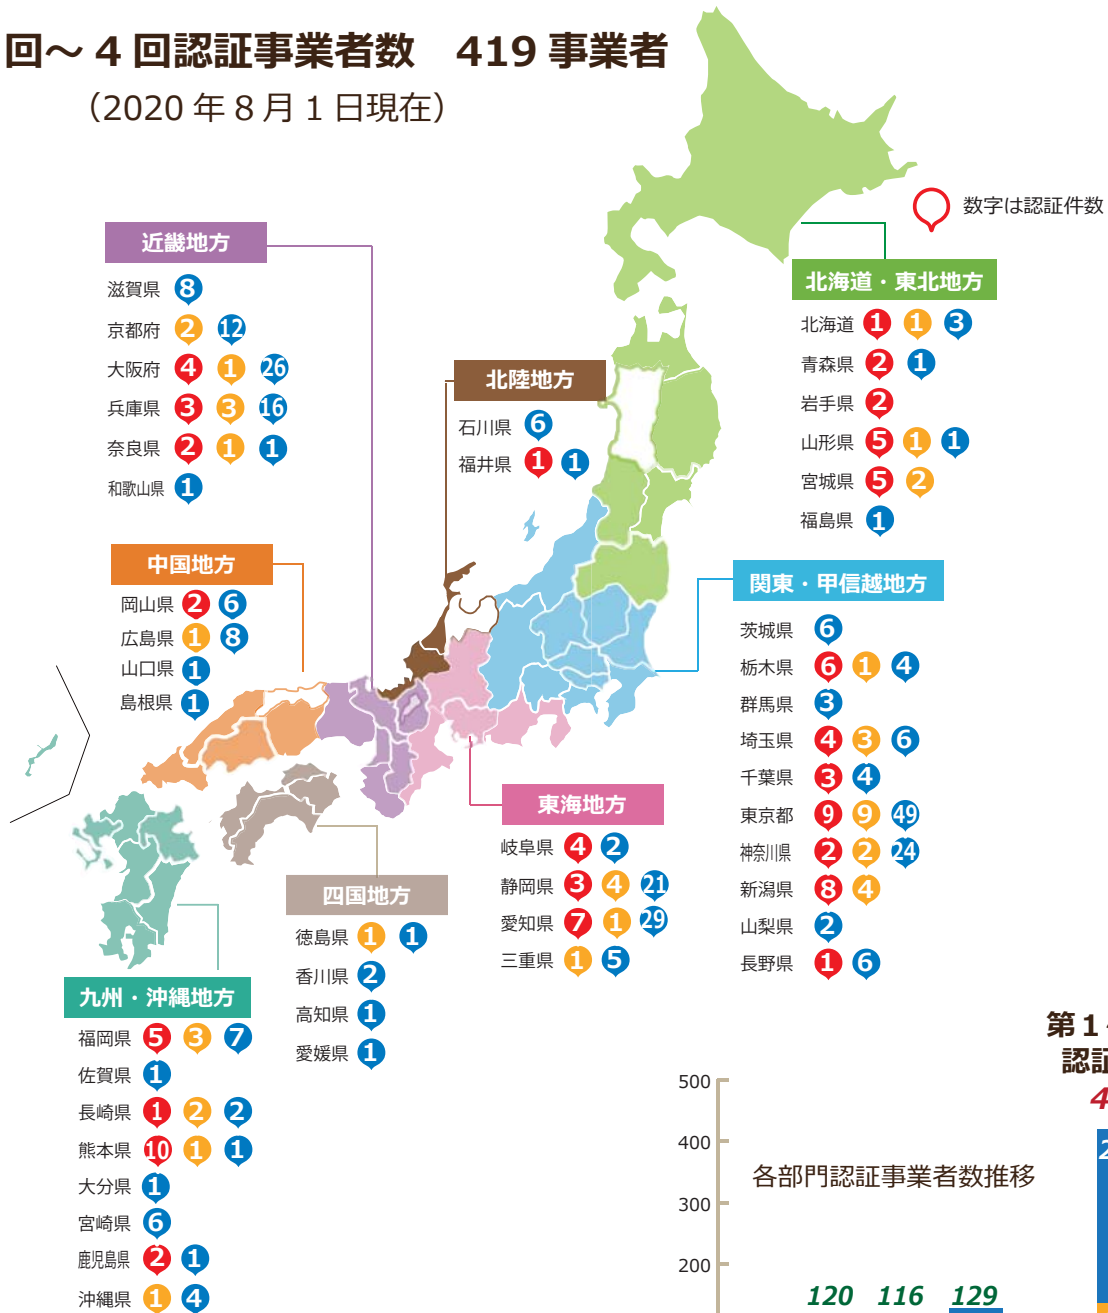 回～ 4 回認証事業者数　419 事業者
（2020 年 8 月 1 日現在）
数字は認証件数
近畿地方
滋賀県 8
京都府 2 12
大阪府 4 1 26
兵庫県 3 3 16
奈良県 2 1 1
和歌山県 1
北陸地方
石川県 6
福井県 1 1
北海道・東北地方
北海道 1 1 3
青森県 2 1
岩手県 2
山形県 5 1 1
宮城県 5 2
福島県 1
中国地方
岡山県 2 6
広島県 1 8
山口県 1
島根県 1
関東・甲信越地方
茨城県 6
栃木県 6 1 4
群馬県 3
埼玉県 4 3 6
千葉県 3 4
東京都 9 9 49
神奈川県 2 2 24
新潟県 8 4
山梨県 2
長野県 1 6
東海地方
岐阜県 4 2
静岡県 3 4 21
愛知県 7 1 29
三重県 1 5
四国地方
徳島県 1 1
香川県 2
高知県 1
愛媛県 1
九州・沖縄地方
福岡県 5 3 7
佐賀県 1
長崎県 1 2 2
熊本県 10 1 1
大分県 1
宮崎県 6
鹿児島県 2 1
沖縄県 1 4
第 1
認証
4
2
500
400
300
200
各部門認証事業者数推移
120 116 129